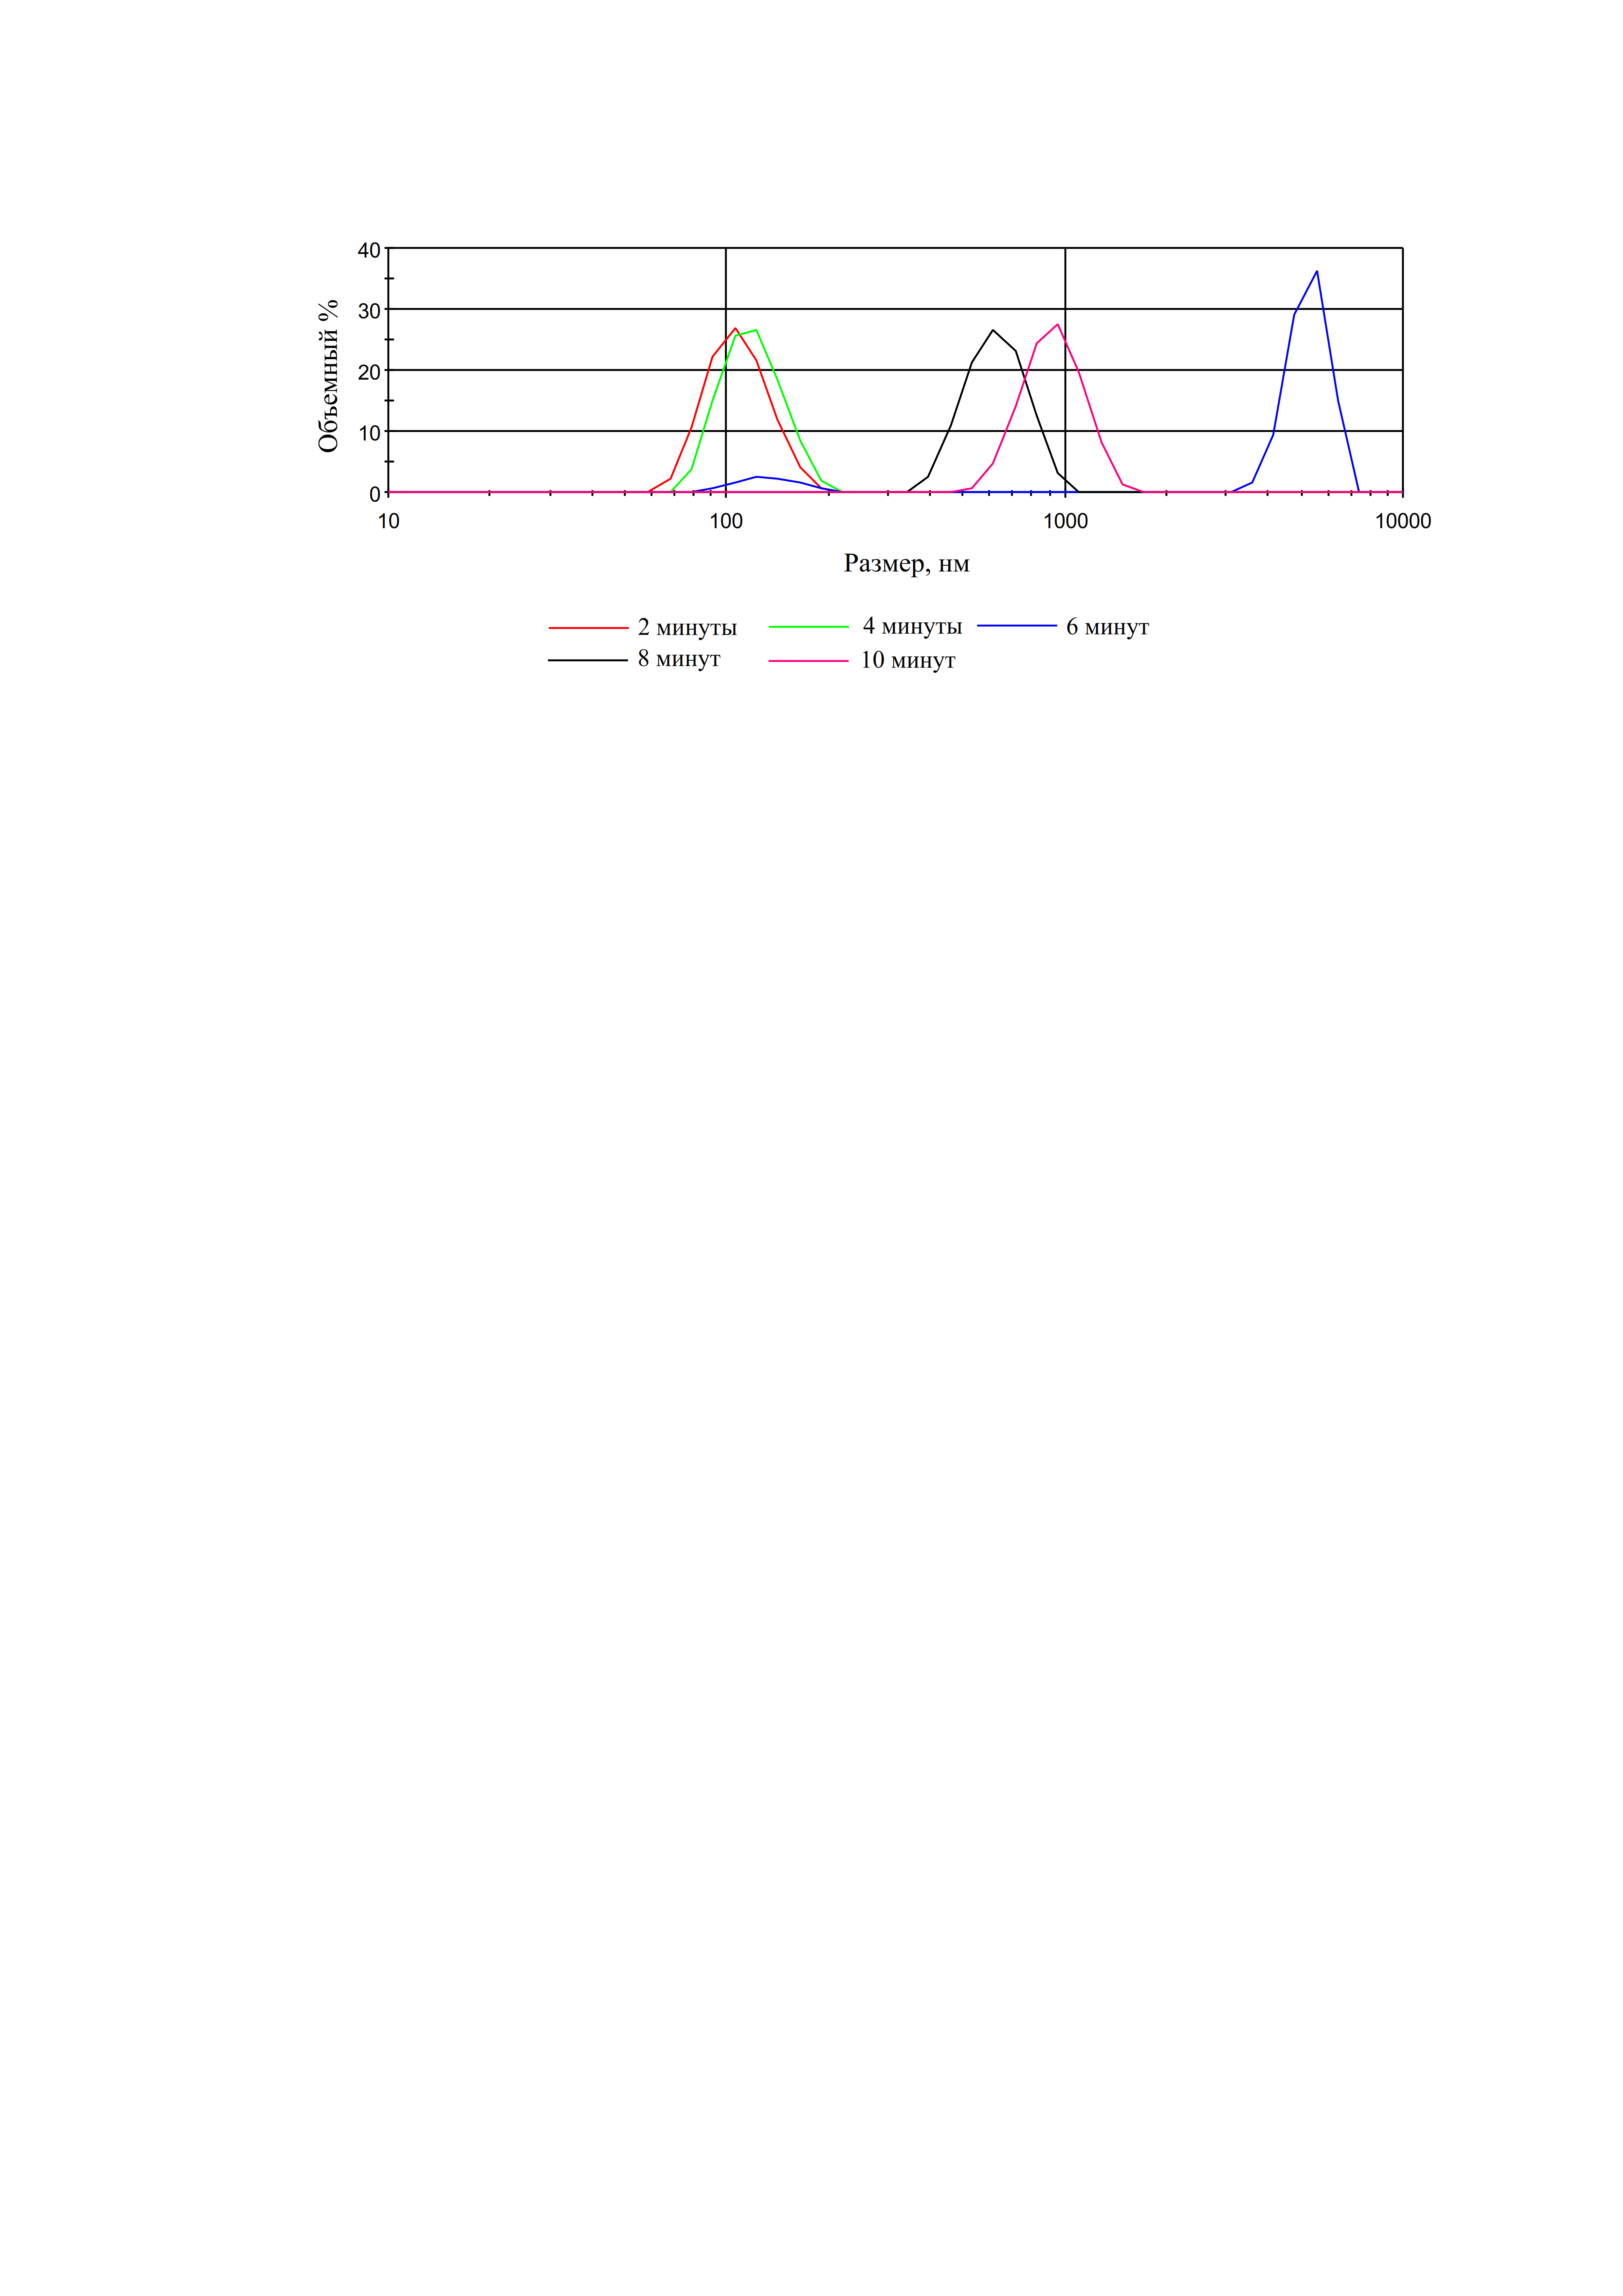 40
30
20
10
0
Объемный %
10 100 1000 10000
Размер, нм
2 минуты 4 минуты 6 минут
8 минут 10 минут